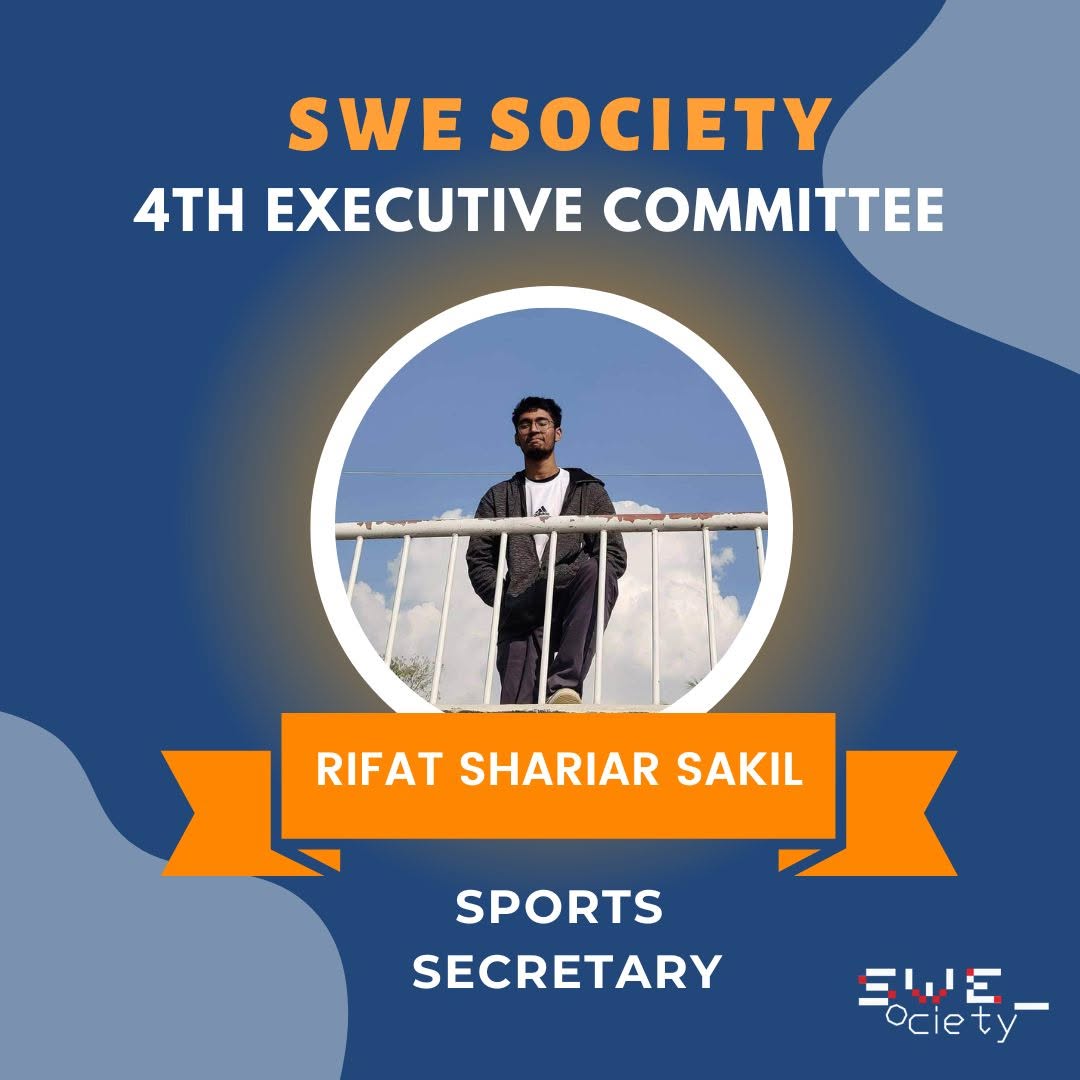 SWE SOCIETY
4TH EXECUTIVE COMMITTEE
RIFAT SHARIAR SAKIL
SPORTS
SECRETARY
SWE_
ociety